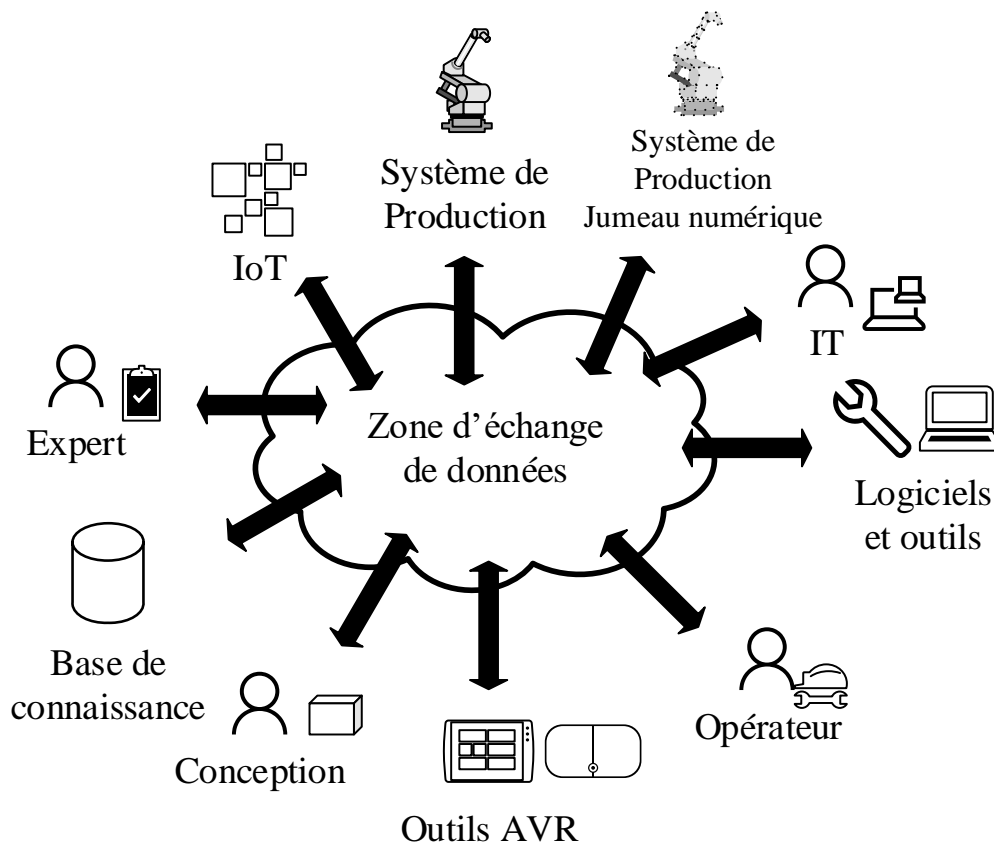 Système de
Production
Système de
Production
Jumeau numérique
IoT
IT
Expert
Zone d’échange
de données
Logiciels
et outils
Base de
connaissance
Conception
Opérateur
Outils AVR